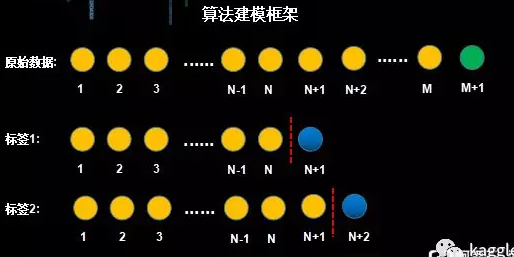 算法建模框架
原始数据:
...... ......
1 2 3 N-1 N N+1 N+2 M M+1
标签1:
......
1 2 3 N-1 N N+1
标签2:
......
1 2 3 N-1 N N+1 N+2
kaggle